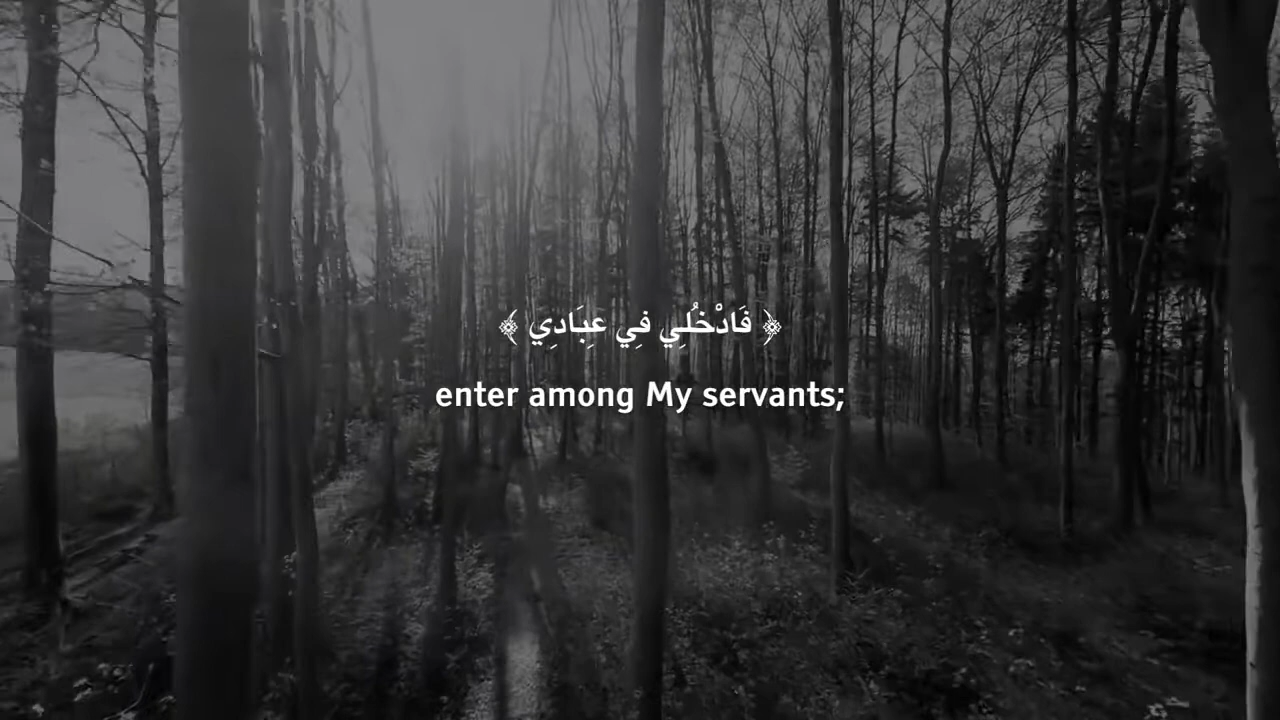 ﴿ فَادْخُلِي فِي عِبَادِي ﴾
enter among My servants;